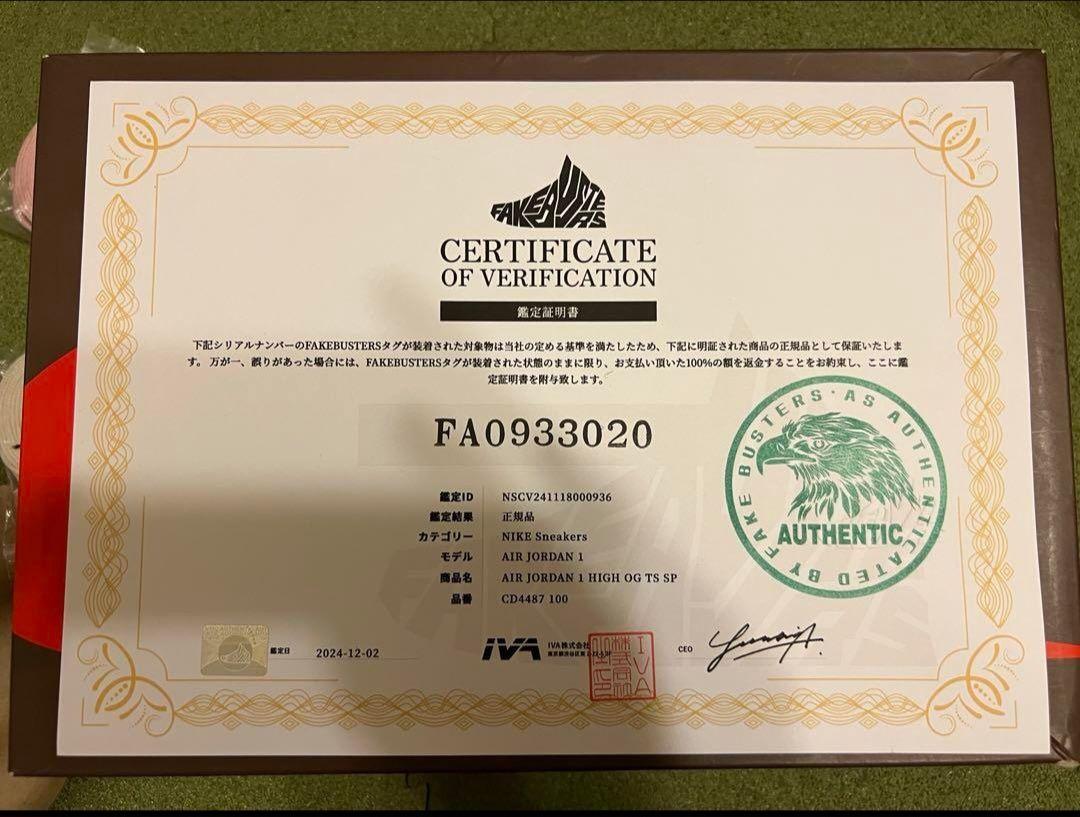 FAKEBUSTERS
CERTIFICATE
OF VERIFICATION
鑑定証明書
下記シリアルナンバーのFAKEBUSTERSタグが装着された対象物は当社の定める基準を満たしたため、下記に明証された商品の正規品として保証いたしま
す。 万が一、誤りがあった場合には、FAKEBUSTERSタグが装着された状態のままに限り、お支払い頂いた100%の額を返金することをお約束し、ここに鑑
定証明書を附与致します。
FA0933020
鑑定ID NSCV241118000936
鑑定結果 正規品
カテゴリー NIKE Sneakers
モデル AIR JORDAN 1
商品名 AIR JORDAN 1 HIGH OG TS SP
品番 CD4487 100
AS AUTHENTICATED BY FAKE BUSTERS
AUTHENTIC
鑑定日 2024-12-02
IVA IVA株式会社
東京都渋谷区東
IVA
CEO